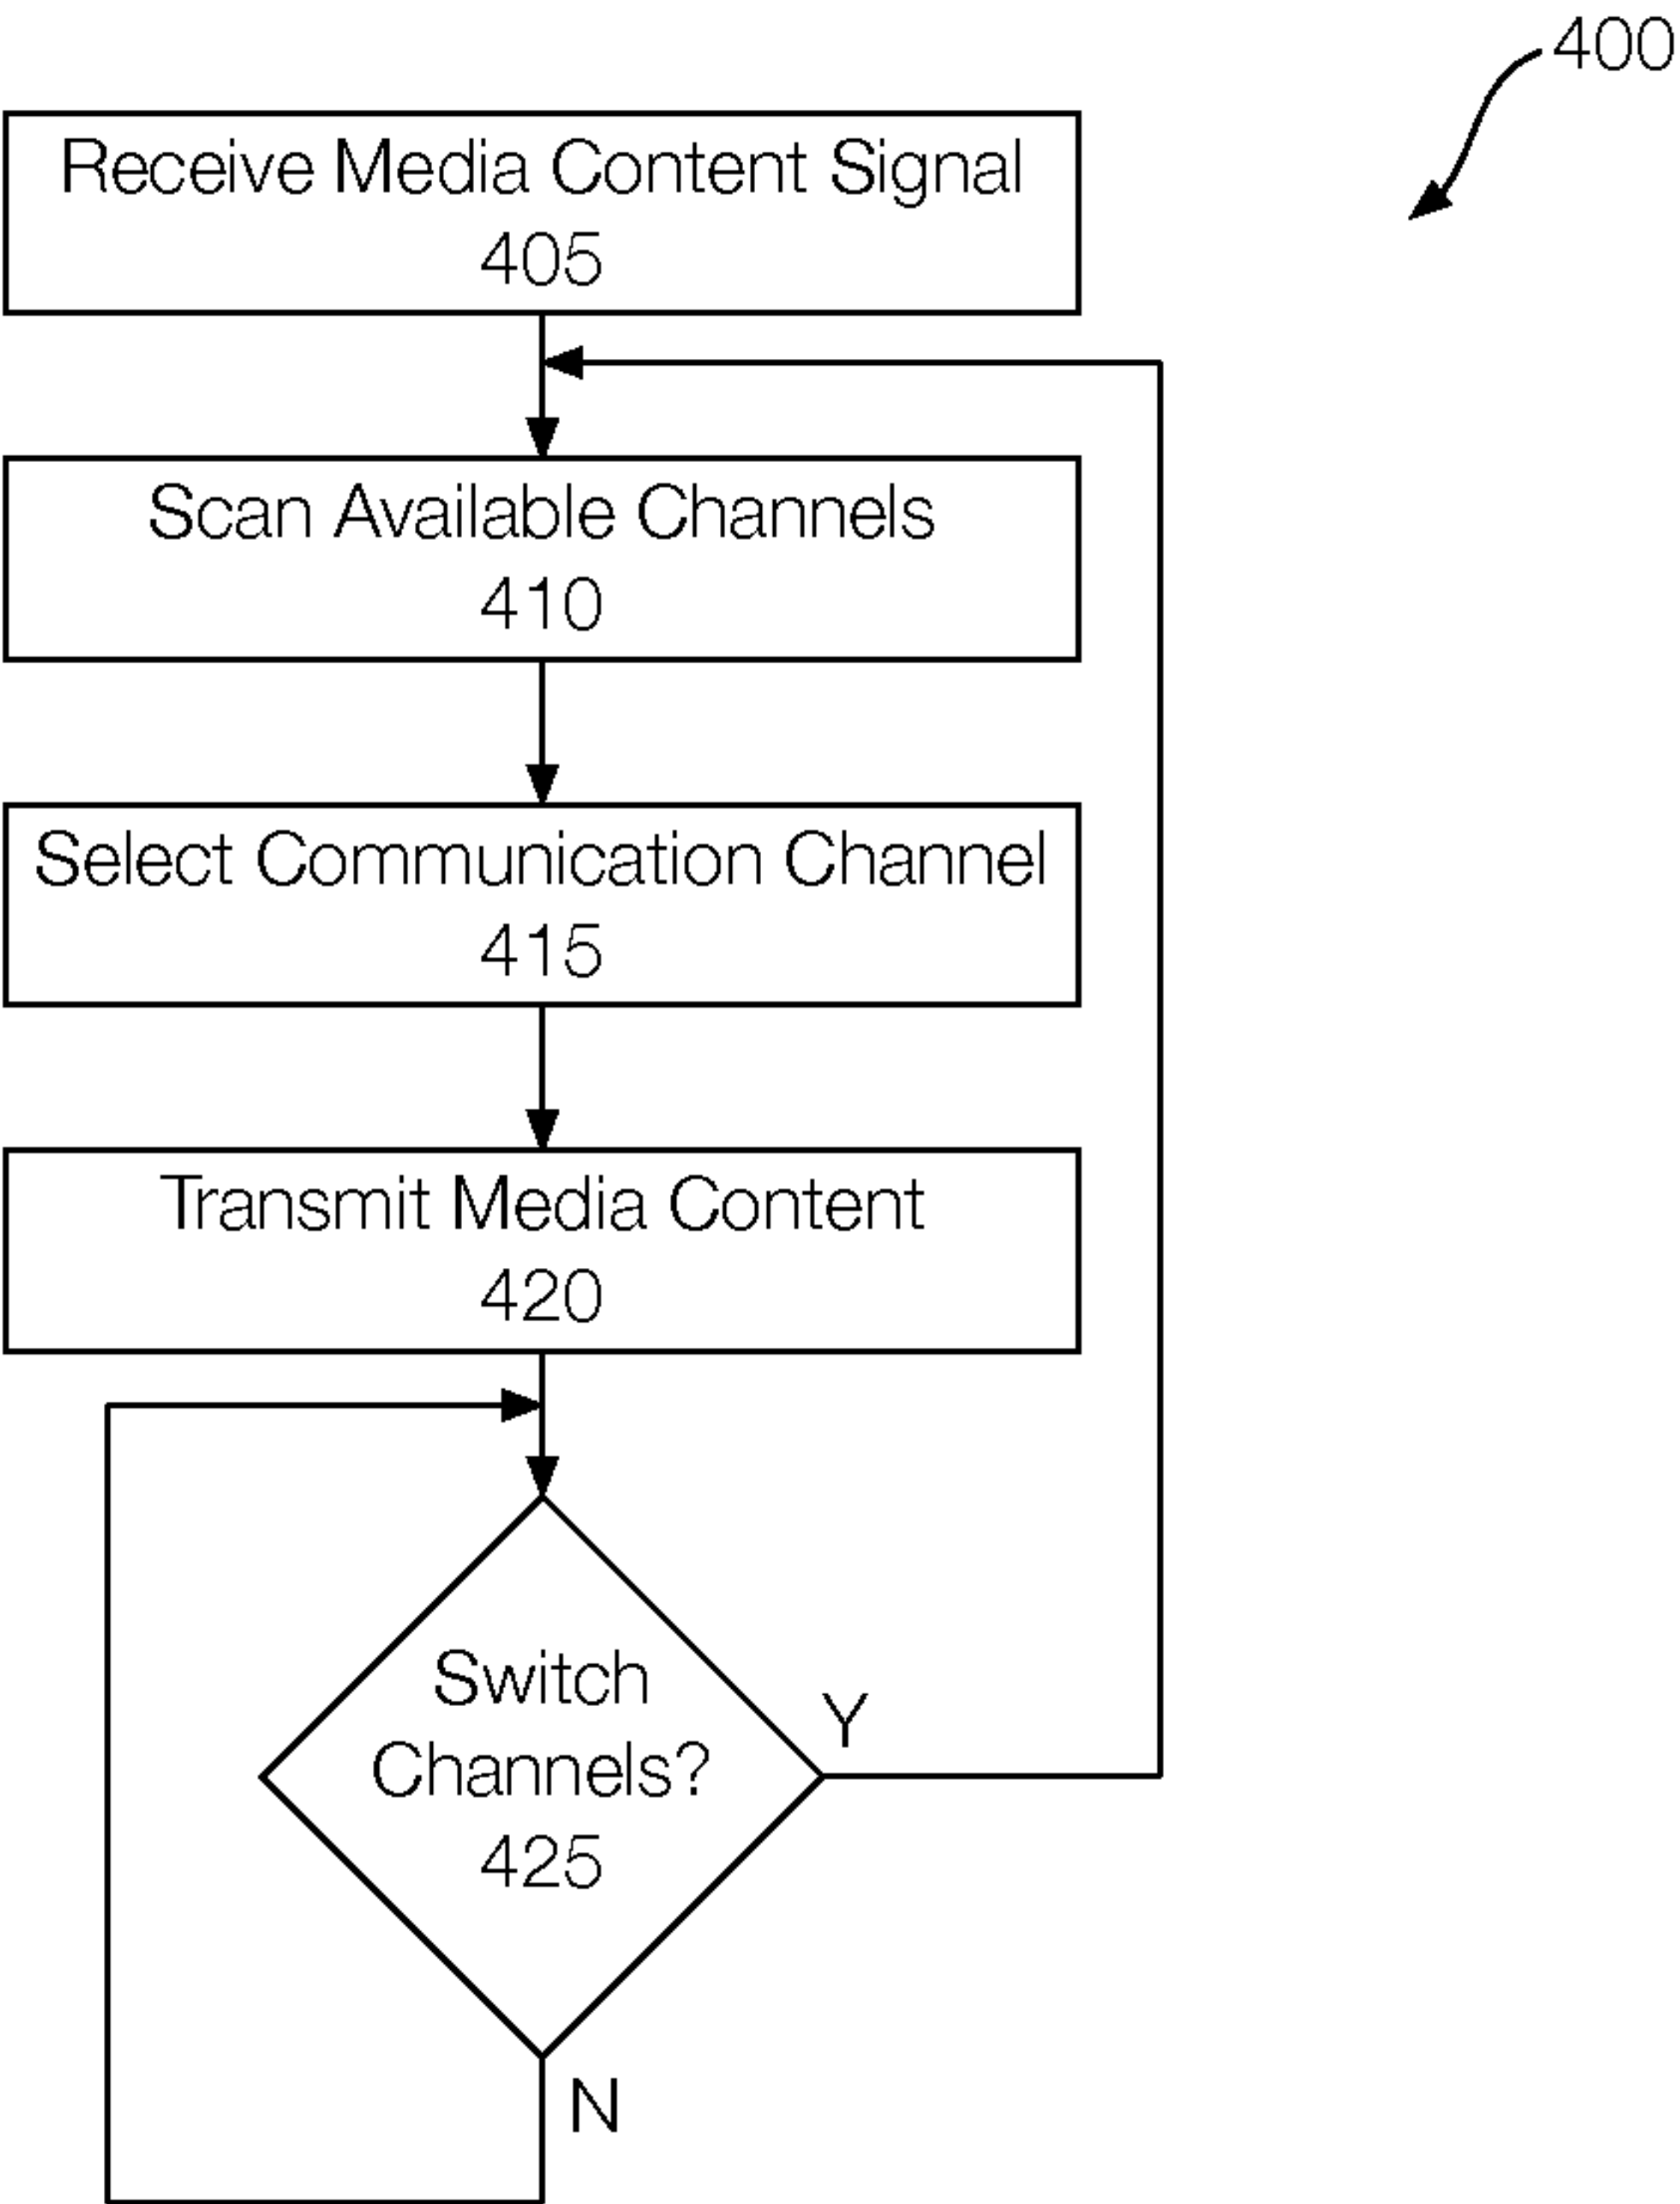 400
Receive Media Content Signal
405
Scan Available Channels
410
Select Communication Channel
415
Transmit Media Content
420
Switch
Channels?
425
Y
N